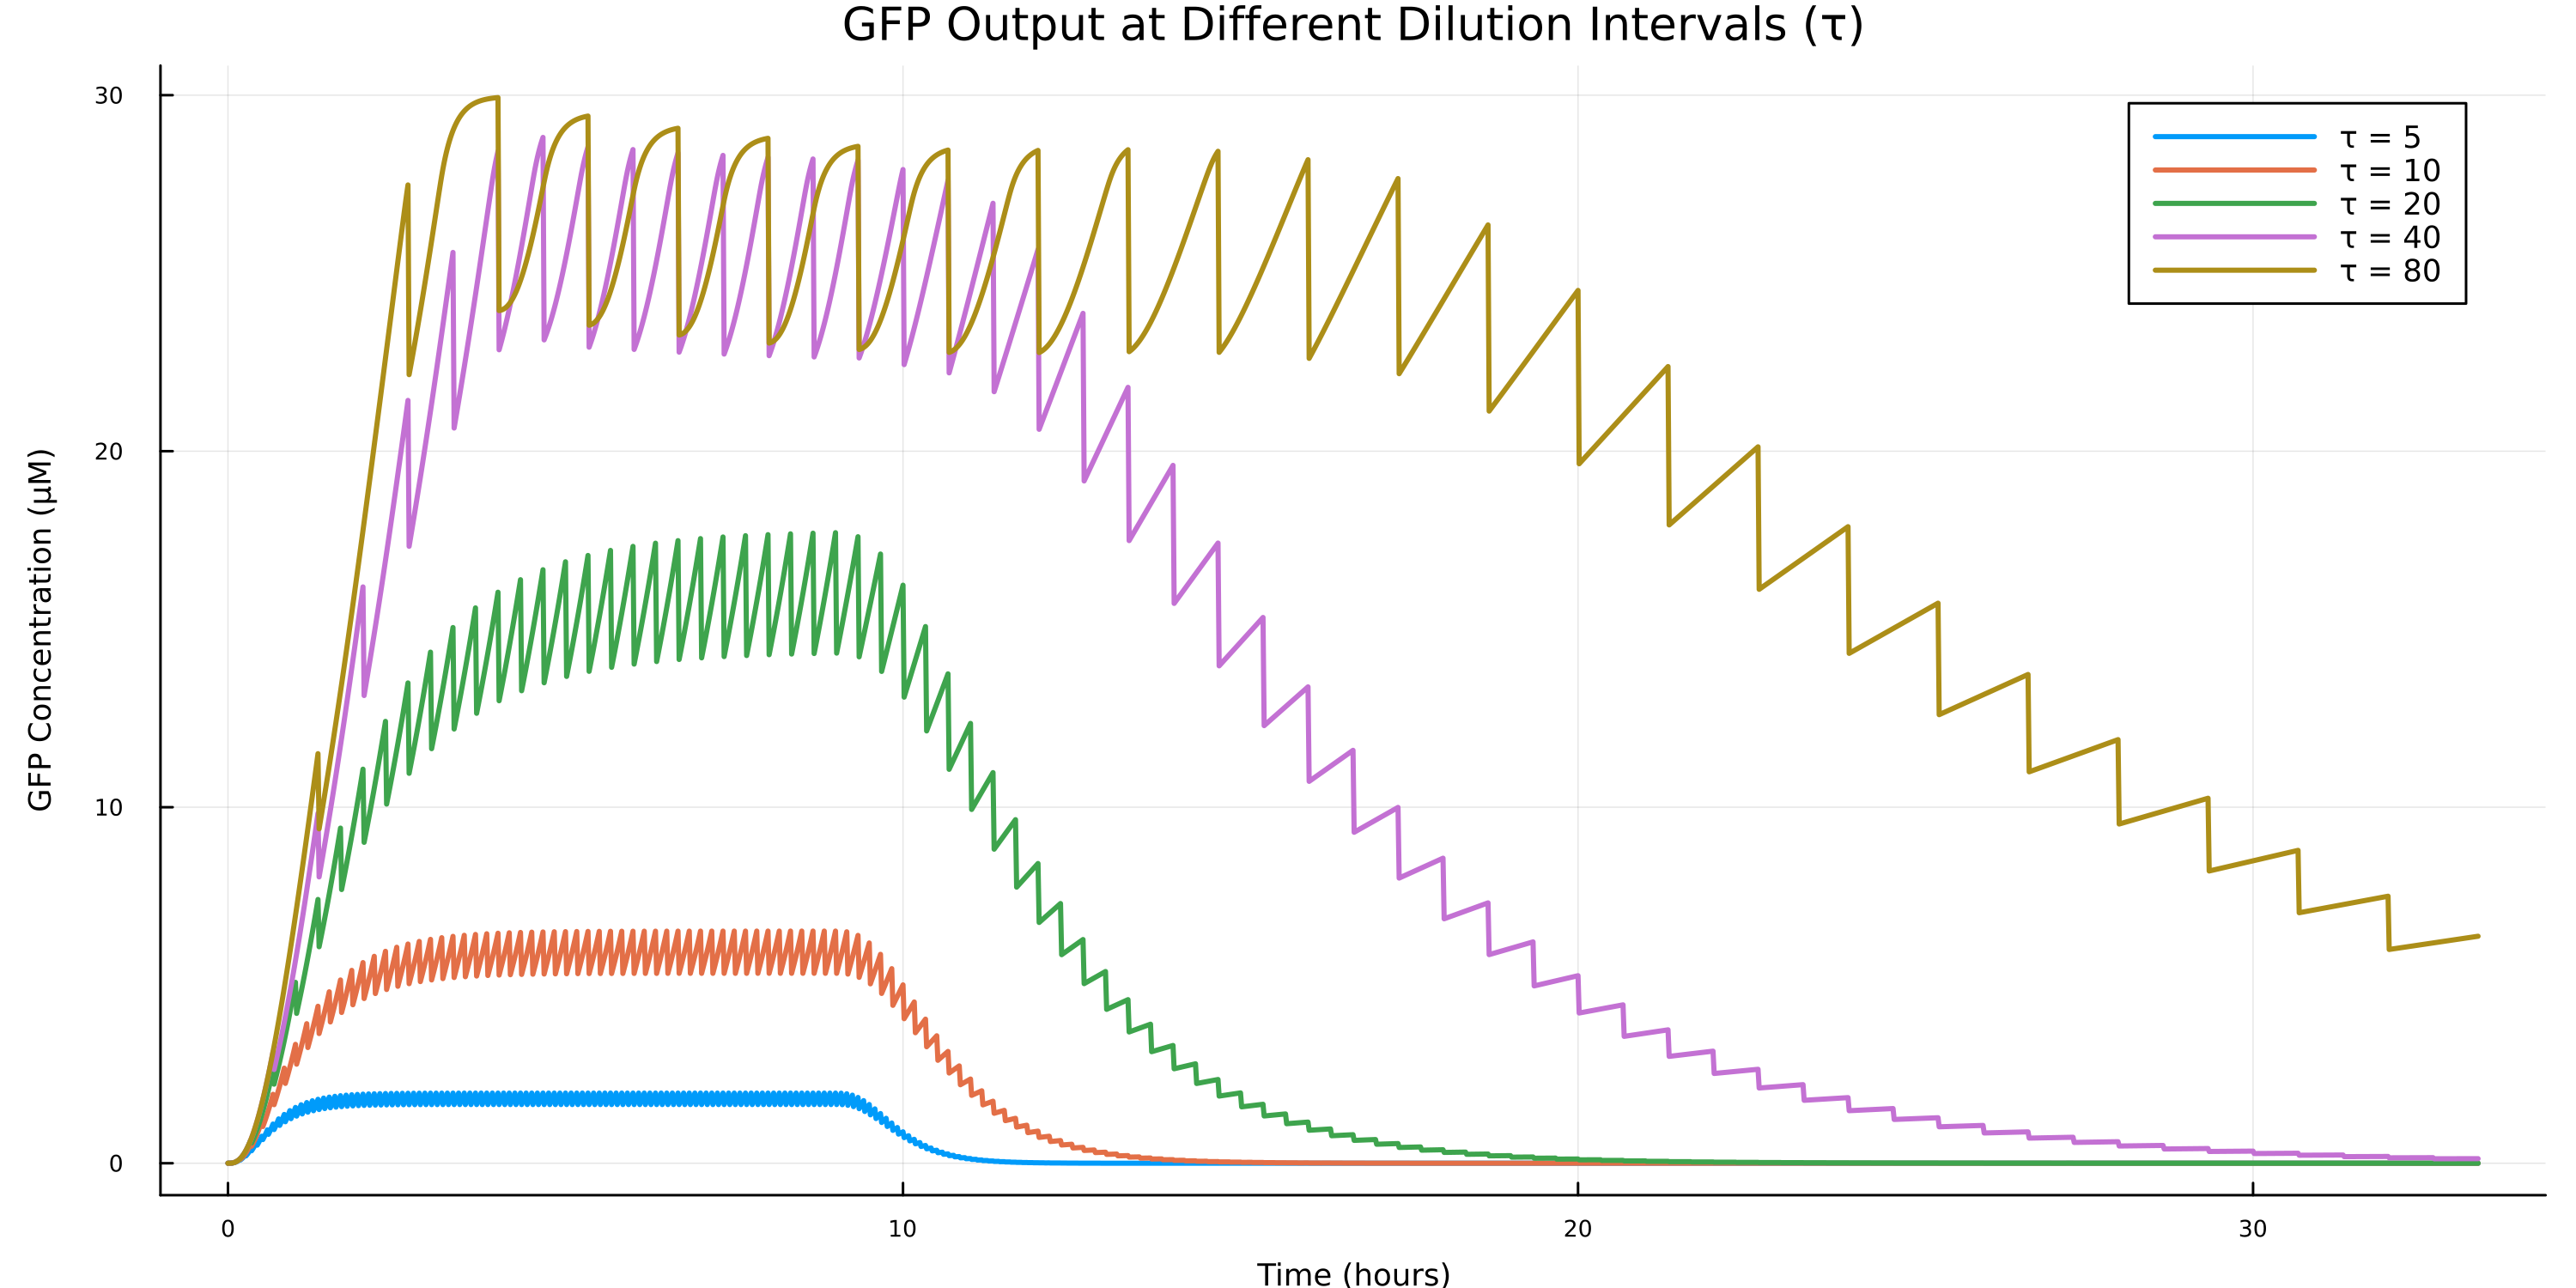 GFP Output at Different Dilution Intervals (τ)
30
20
10
0
GFP Concentration (µM)
τ = 5
τ = 10
τ = 20
τ = 40
τ = 80
0
10
20
30
Time (hours)